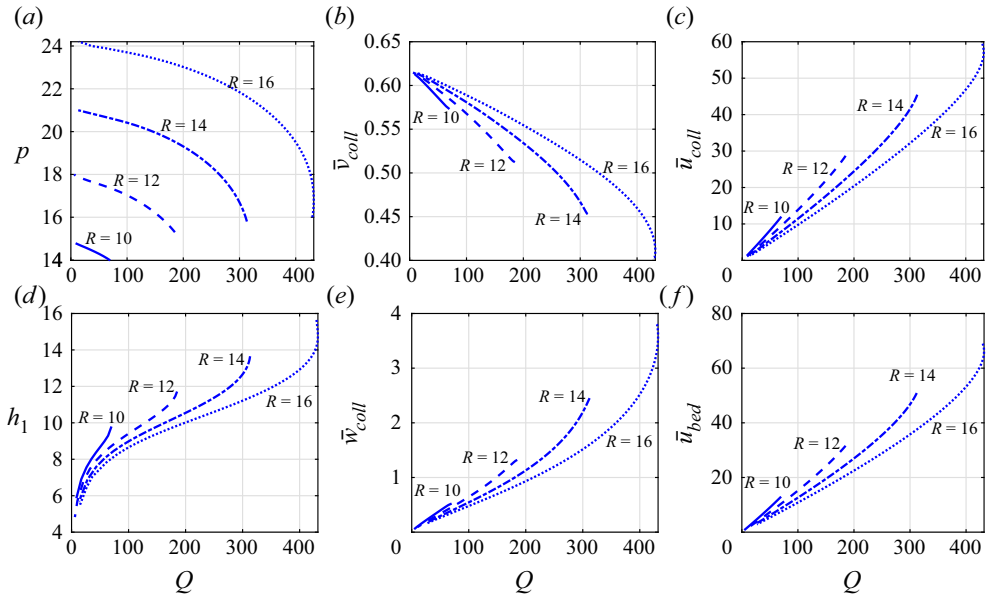 (a)
24
22
20
18
16
14
0
100
200
300
400
p
R = 16
R = 14
R = 12
R = 10
(b)
0.65
0.60
0.55
0.50
0.45
0.40
0
100
200
300
400
ν̄coll
R = 10
R = 12
R = 16
R = 14
(c)
60
50
40
30
20
10
0
100
200
300
400
ūcoll
R = 14
R = 12
R = 16
R = 10
(d)
16
14
12
10
8
6
4
0
100
200
300
400
h1
Q
R = 14
R = 12
R = 16
R = 10
(e)
4
3
2
1
0
100
200
300
400
w̄coll
Q
R = 14
R = 12
R = 16
R = 10
(f)
80
60
40
20
0
100
200
300
400
ūbed
Q
R = 14
R = 12
R = 16
R = 10